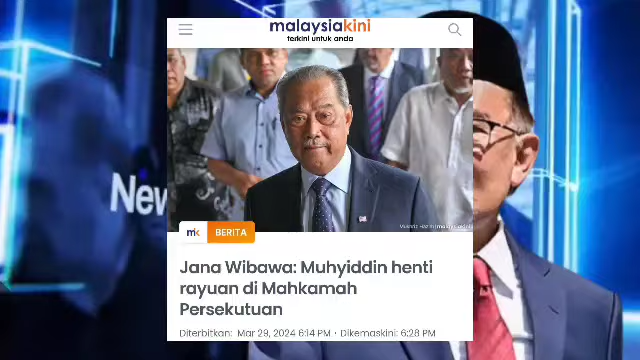 malaysiakini
terkini untuk anda
New
mk BERITA
Jana Wibawa: Muhyiddin henti
rayuan di Mahkamah
Persekutuan
Diterbitkan: Mar 29, 2024 6:14 PM · Dikemaskini: 6:28 PM